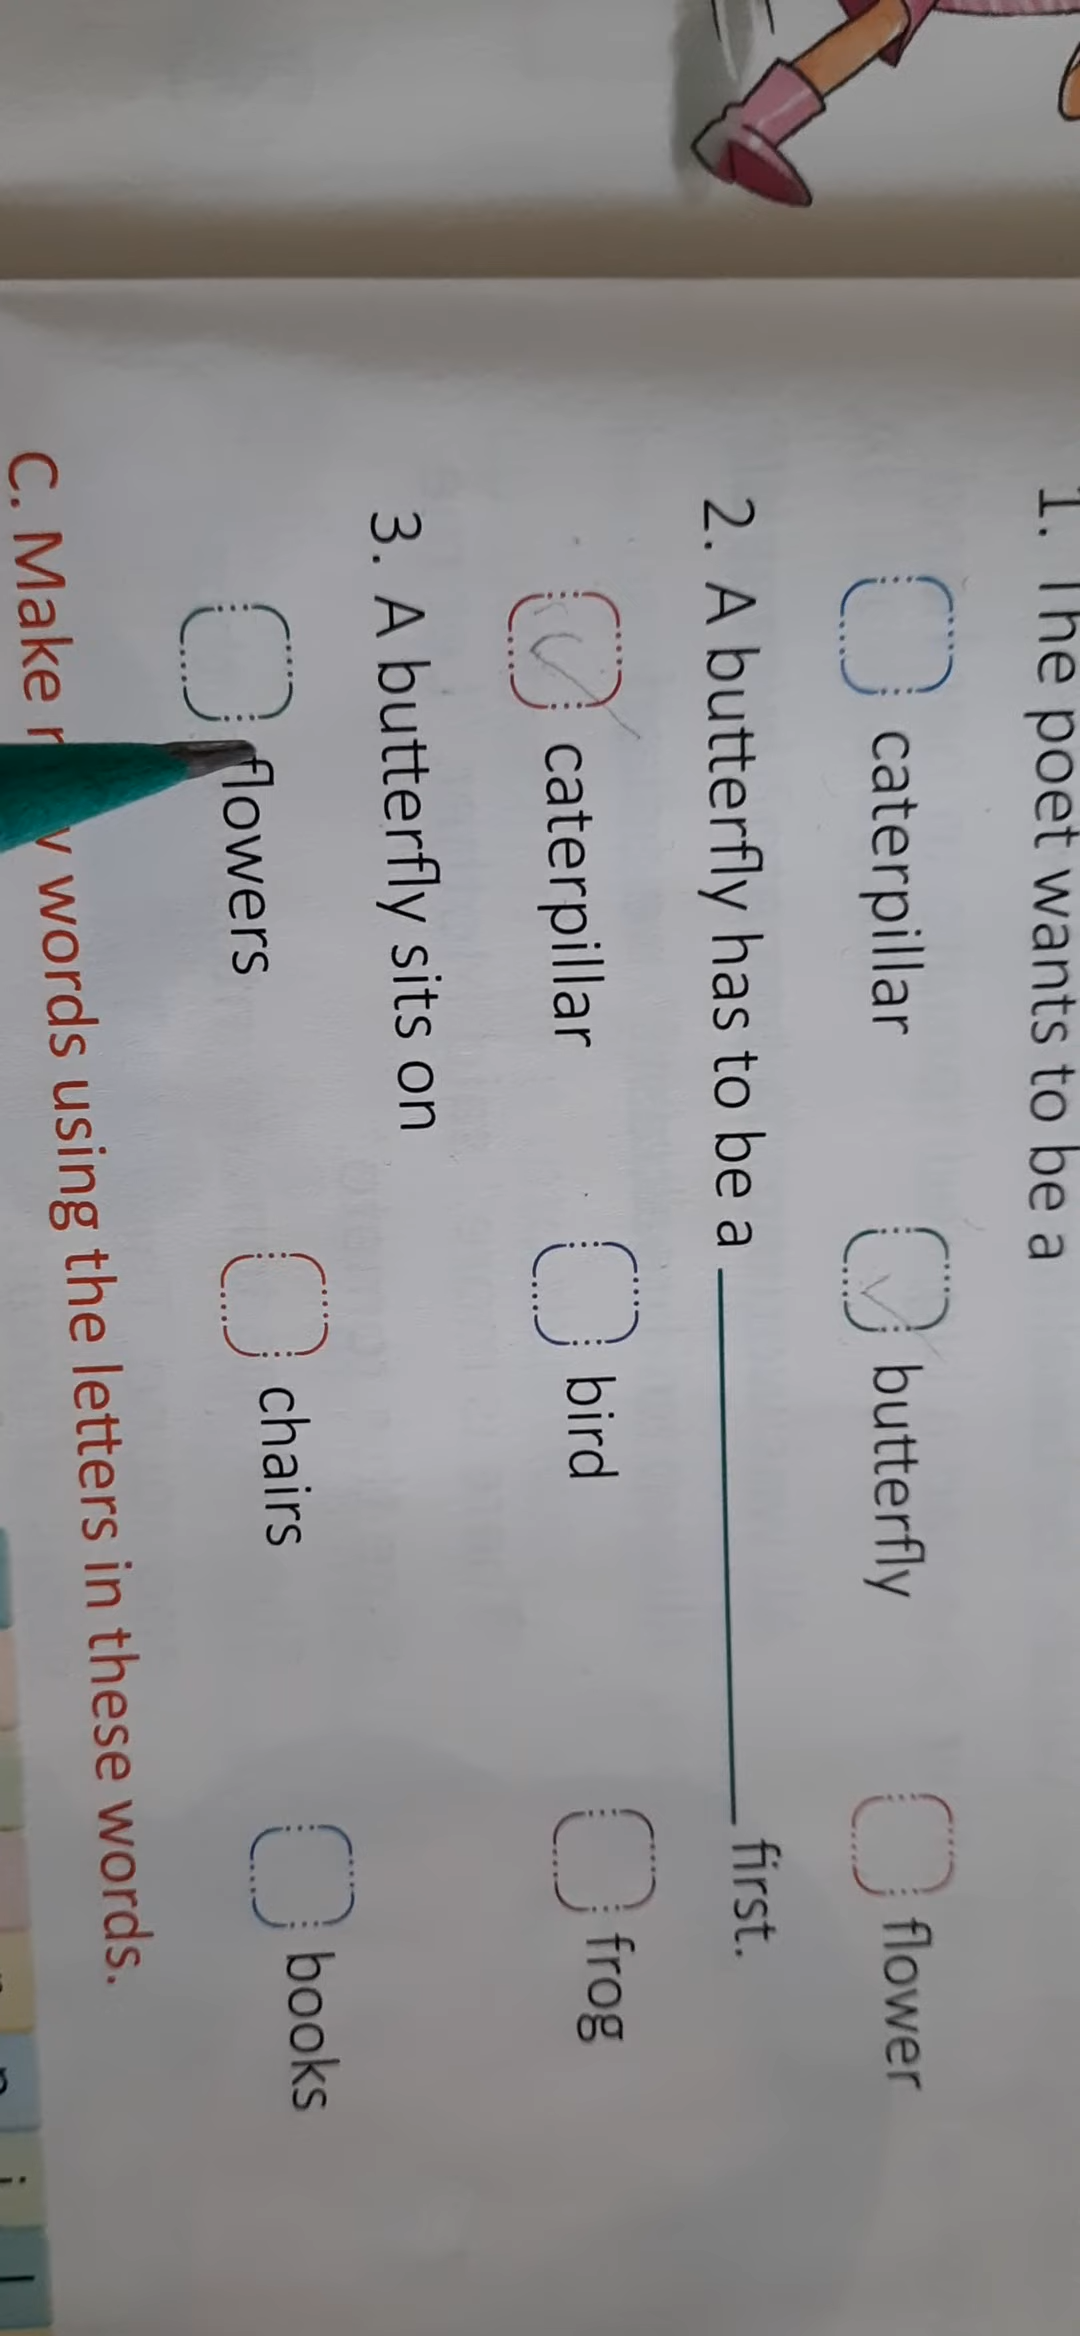 1. The poet wants to be a
caterpillar butterfly flower
2. A butterfly has to be a ____________ first.
caterpillar bird frog
3. A butterfly sits on
flowers chairs books
C. Make words using the letters in these words.
i l